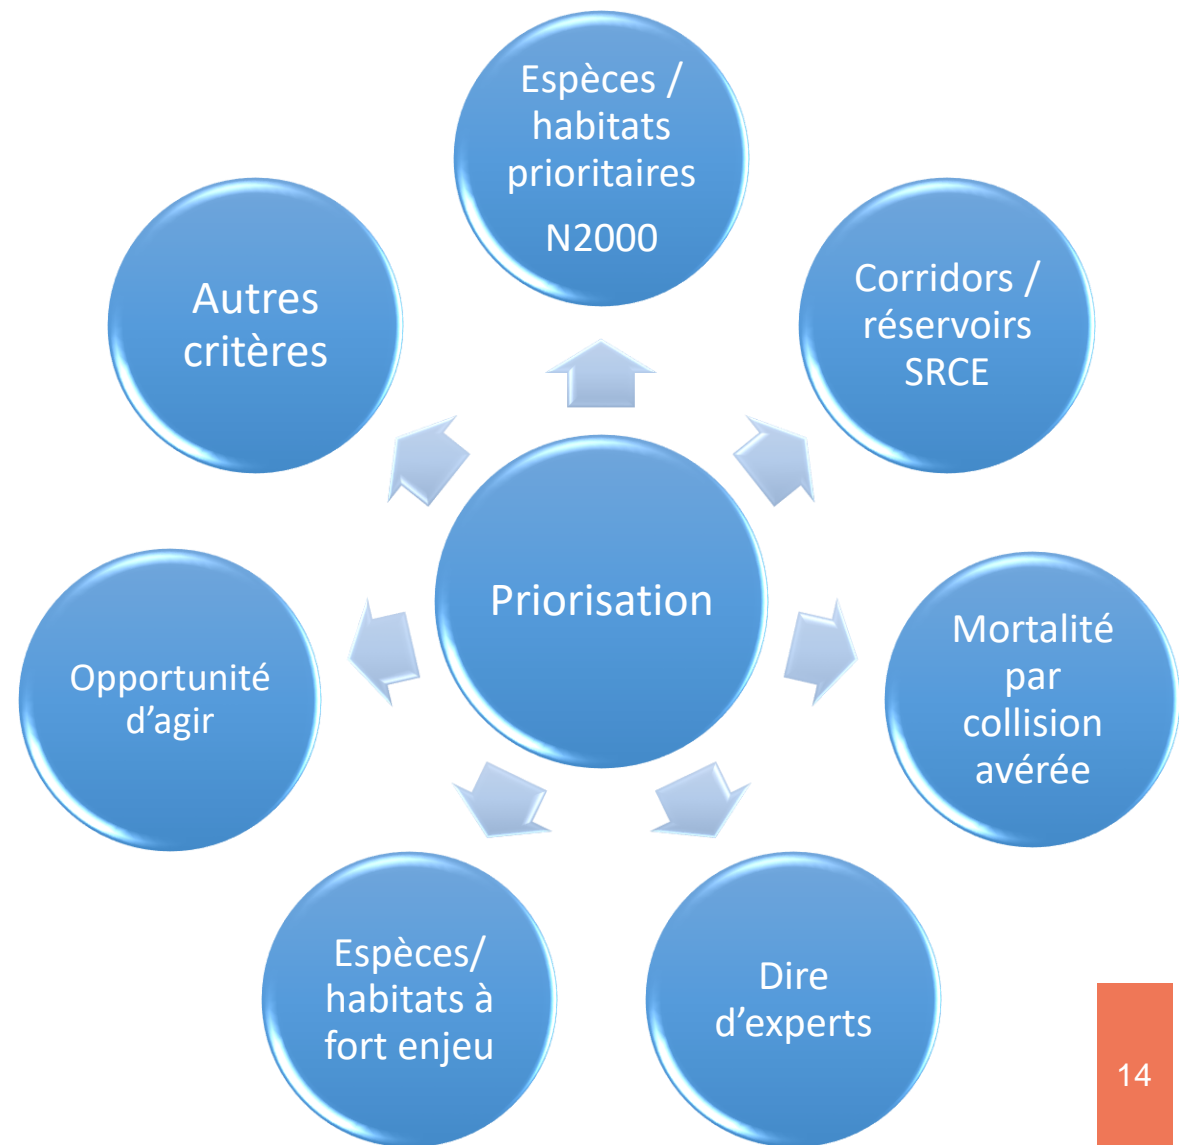 Espèces /
habitats
prioritaires
N2000
Corridors /
réservoirs
SRCE
Mortalité
par
collision
avérée
Dire
d’experts
Espèces/
habitats à
fort enjeu
Opportunité
d’agir
Autres
critères
Priorisation
14